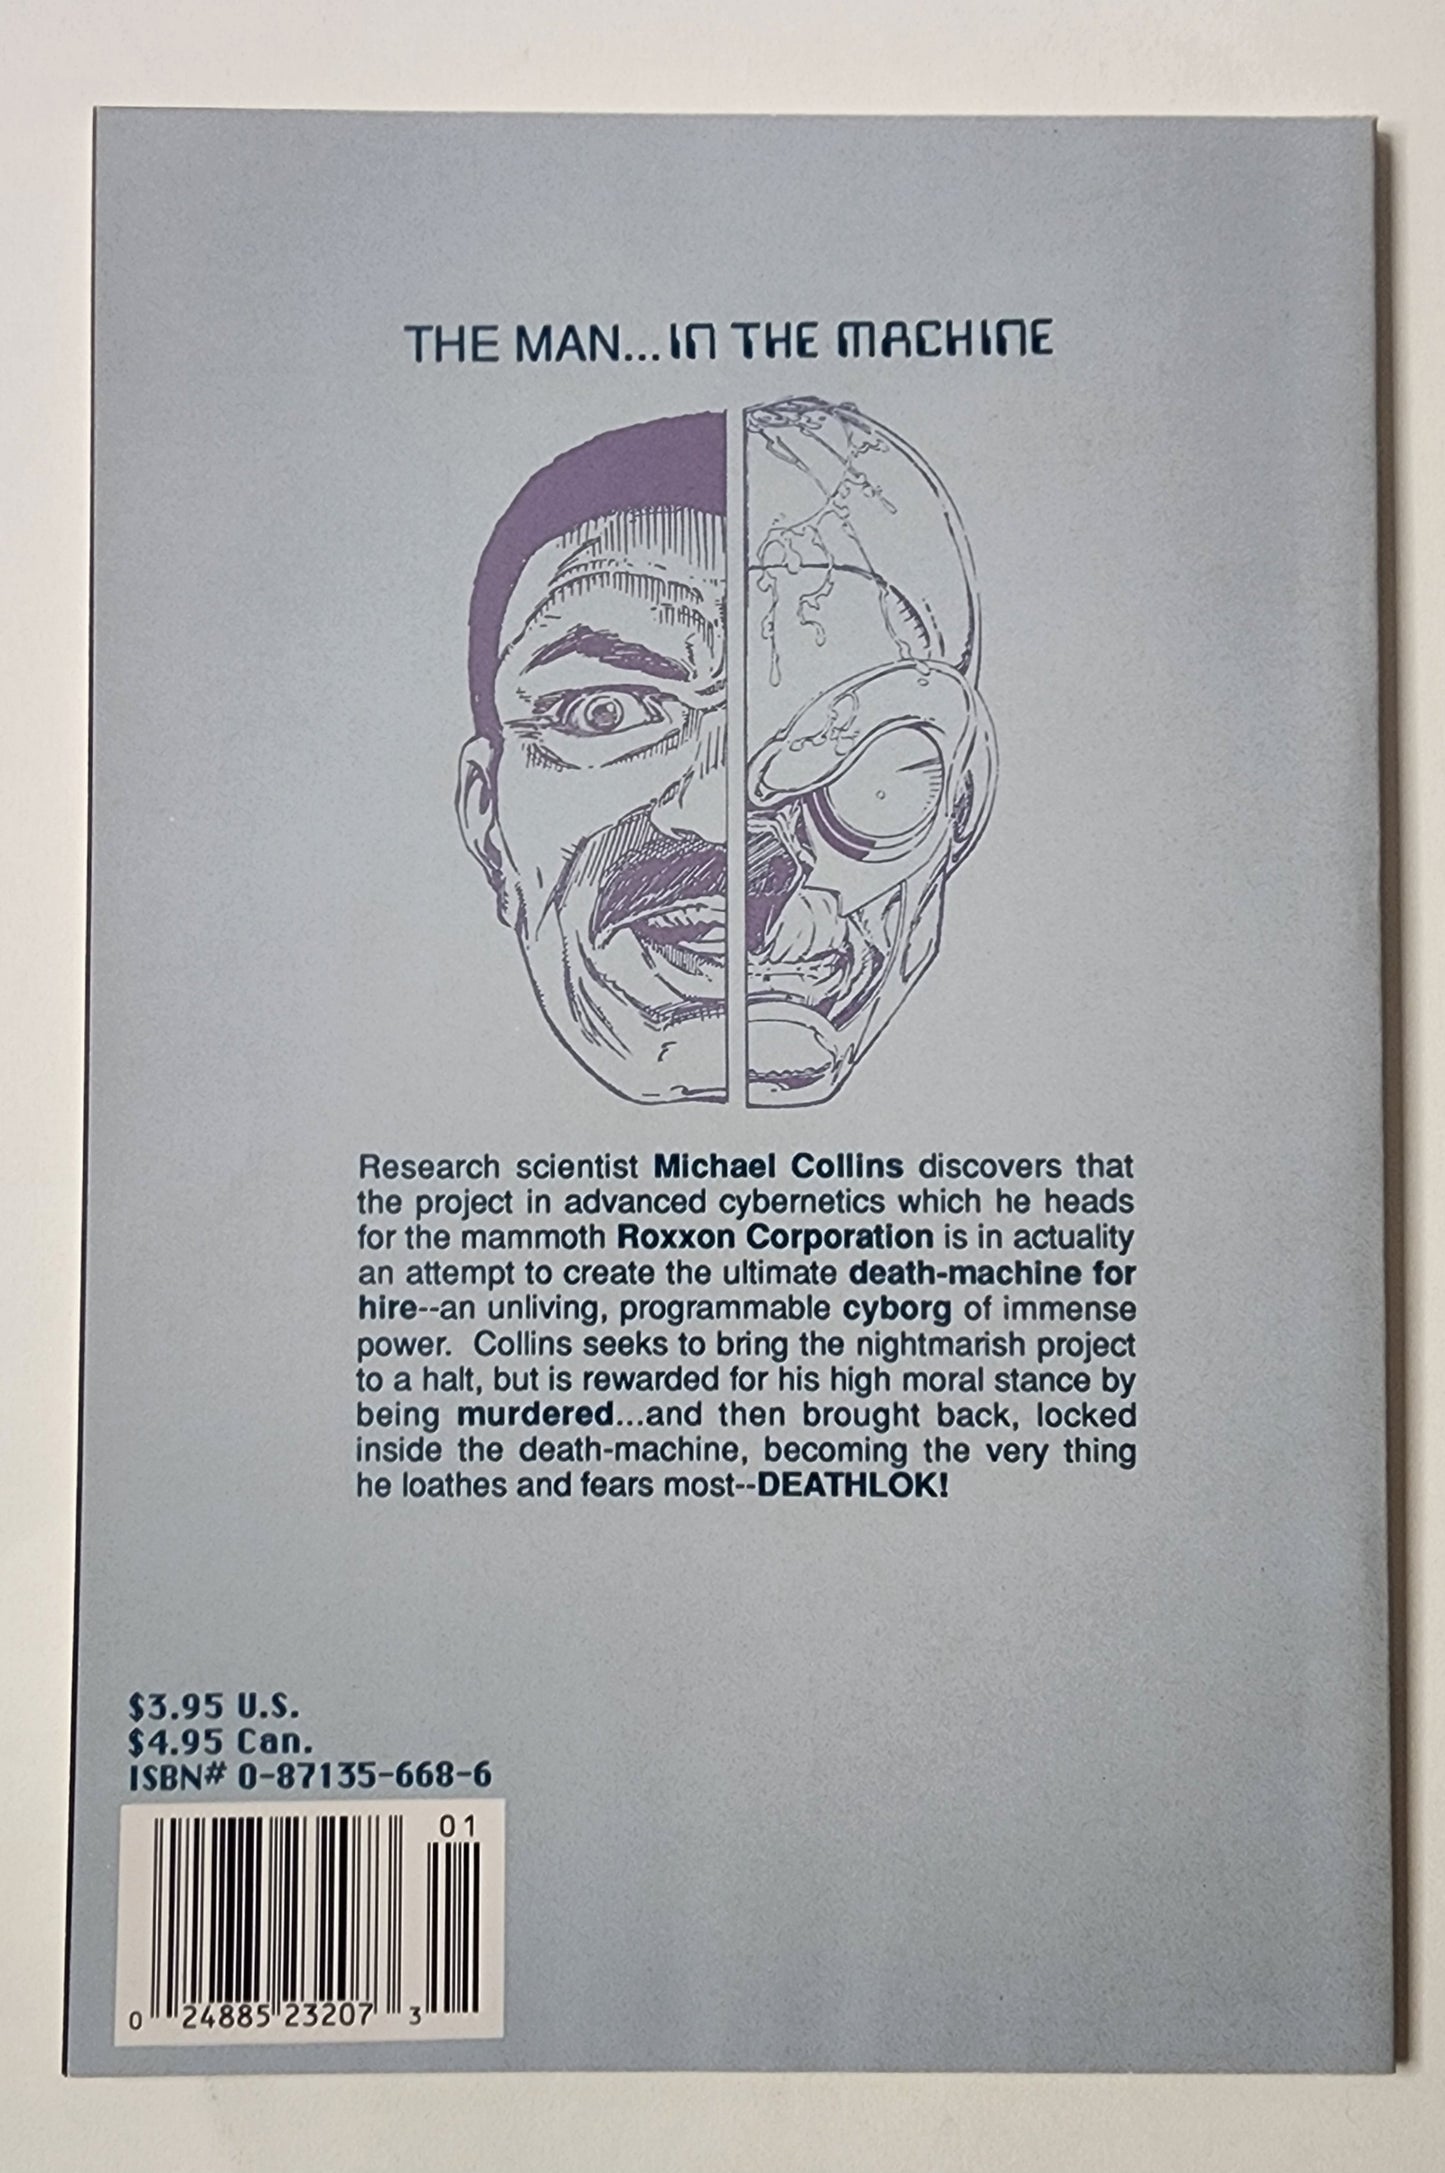 THE MAN...IN THE MACHINE
Research scientist Michael Collins discovers that
the project in advanced cybernetics which he heads
for the mammoth Roxxon Corporation is in actuality
an attempt to create the ultimate death-machine for
hire--an unliving, programmable cyborg of immense
power.  Collins seeks to bring the nightmarish project
to a halt, but is rewarded for his high moral stance by
being murdered...and then brought back, locked
inside the death-machine, becoming the very thing
he loathes and fears most--DEATHLOK!
$3.95 U.S.
$4.95 Can.
ISBN# 0-87135-668-6
01
0 24885 23207 3